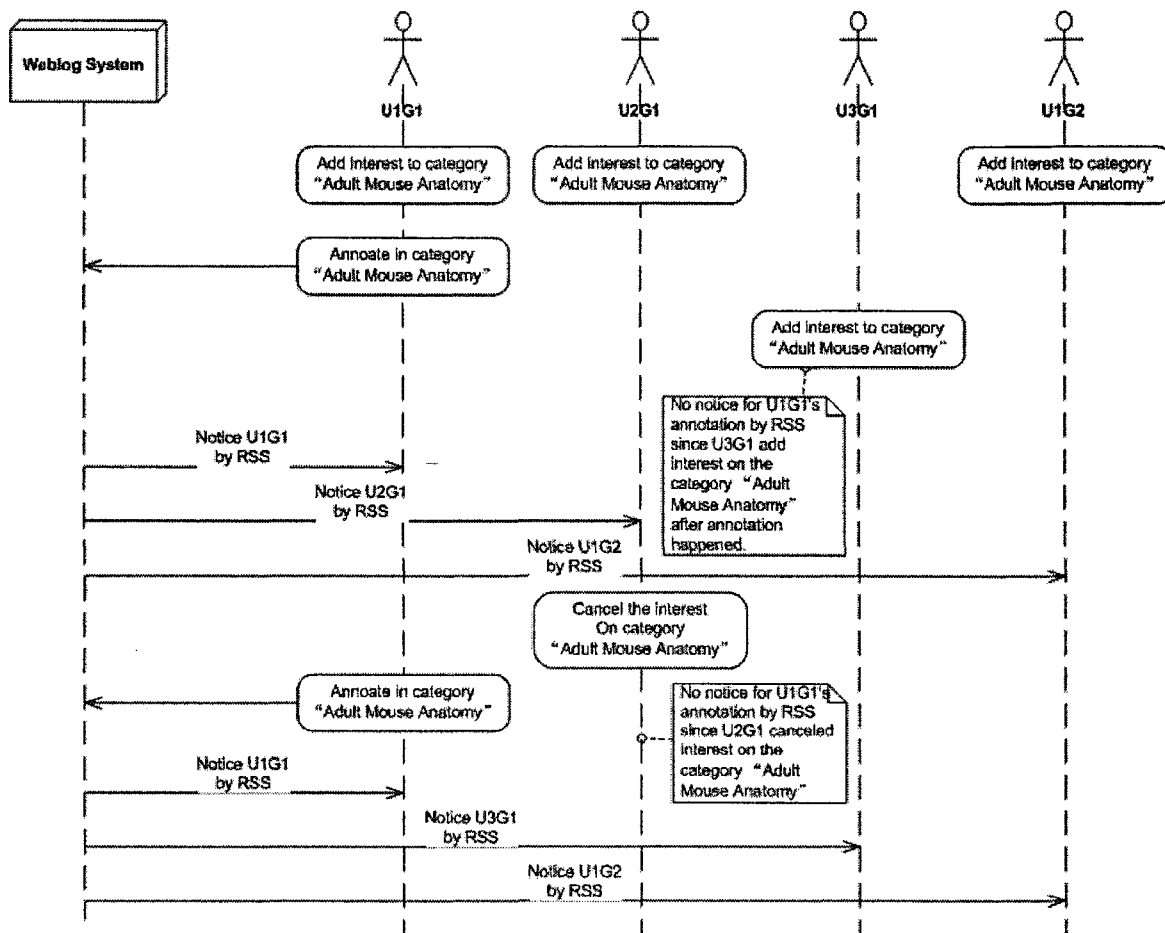 Weblog System
U1G1
U2G1
U3G1
U1G2
Add interest to category
“Adult Mouse Anatomy”
Add interest to category
“Adult Mouse Anatomy”
Add interest to category
“Adult Mouse Anatomy”
Annoate in category
“Adult Mouse Anatomy”
Add interest to category
“Adult Mouse Anatomy”
No notice for U1G1's
annotation by RSS
since U3G1 add
interest on the
category “Adult
Mouse Anatomy”
after annotation
happened.
Notice U1G1
by RSS
Notice U2G1
by RSS
Notice U1G2
by RSS
Cancel the interest
On category
“Adult Mouse Anatomy”
Annoate in category
“Adult Mouse Anatomy”
No notice for U1G1's
annotation by RSS
since U2G1 canceled
interest on the
category “Adult
Mouse Anatomy”
Notice U1G1
by RSS
Notice U3G1
by RSS
Notice U1G2
by RSS